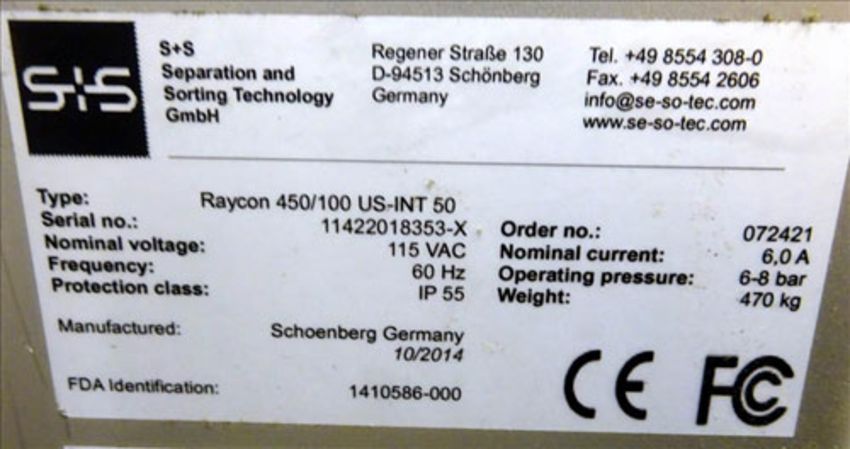 S+S
S+S
Separation and
Sorting Technology
GmbH
Regener Straße 130
D-94513 Schönberg
Germany
Tel. +49 8554 308-0
Fax. +49 8554 2606
info@se-so-tec.com
www.se-so-tec.com
Type: Raycon 450/100 US-INT 50
Serial no.: 11422018353-X
Nominal voltage: 115 VAC
Frequency: 60 Hz
Protection class: IP 55
Order no.: 072421
Nominal current: 6,0 A
Operating pressure: 6-8 bar
Weight: 470 kg
Manufactured: Schoenberg Germany
10/2014
FDA Identification: 1410586-000
CE FC